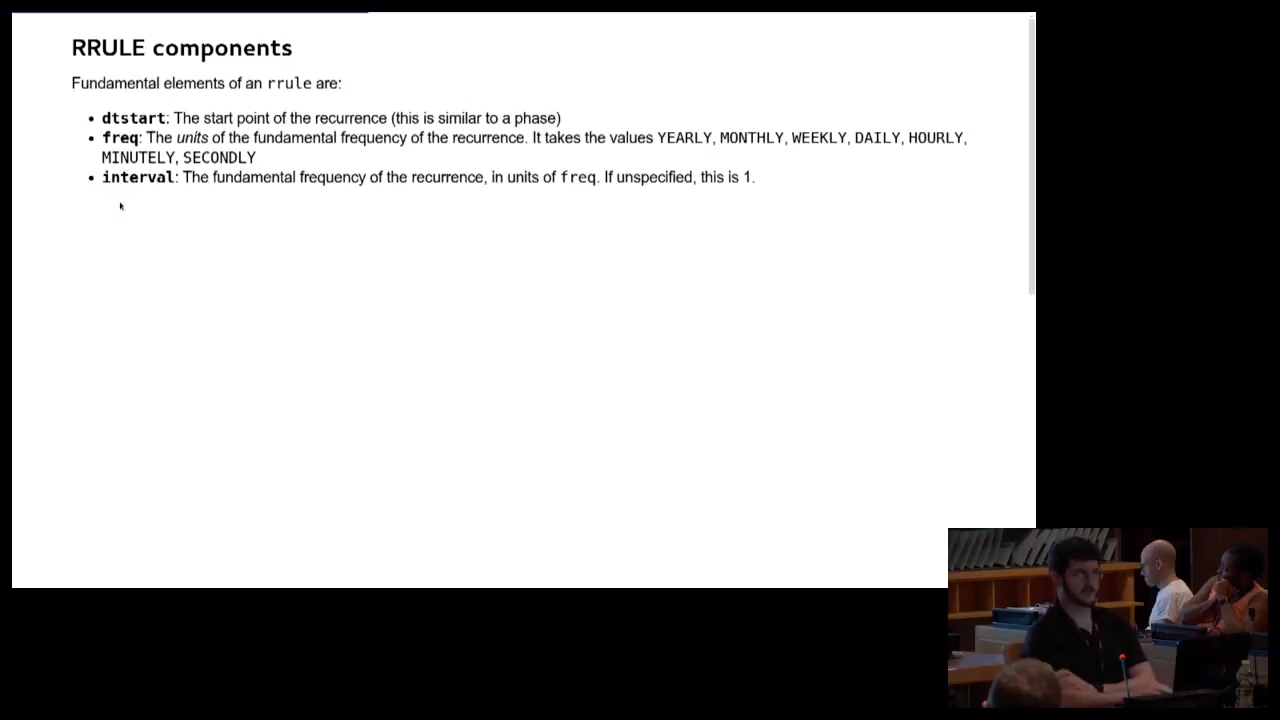 RRULE components
Fundamental elements of an rrule are:
• dtstart: The start point of the recurrence (this is similar to a phase)
• freq: The units of the fundamental frequency of the recurrence. It takes the values YEARLY, MONTHLY, WEEKLY, DAILY, HOURLY,
MINUTELY, SECONDLY
• interval: The fundamental frequency of the recurrence, in units of freq. If unspecified, this is 1.